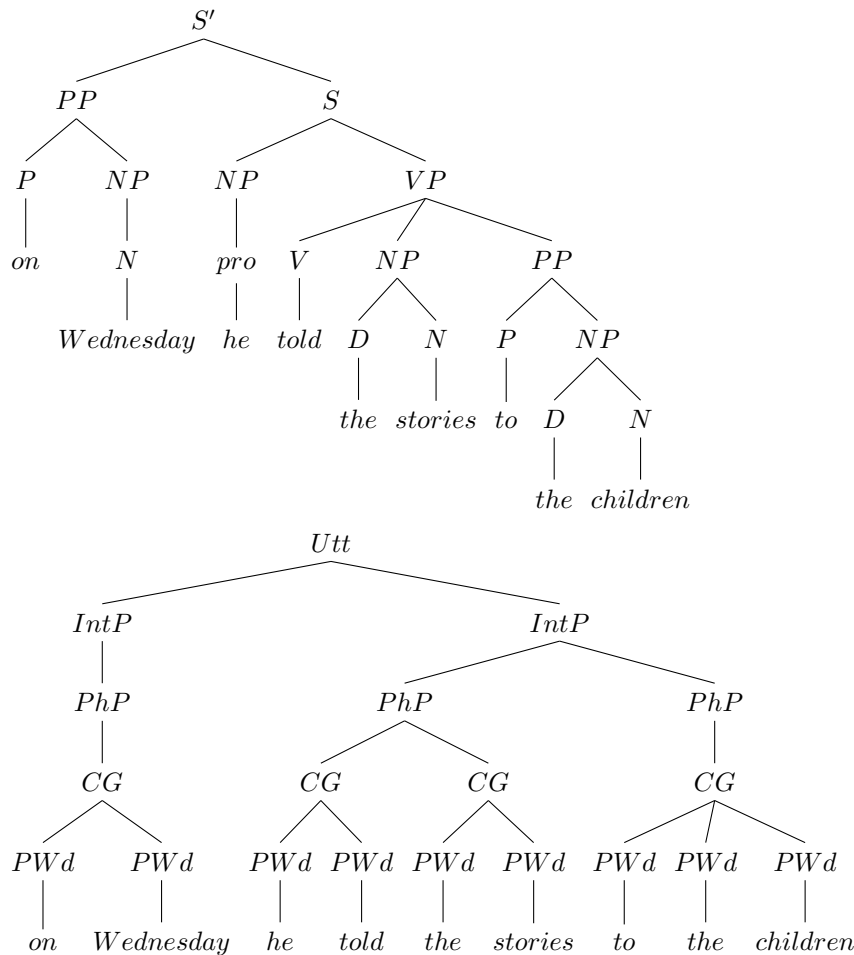 S′
PP S
P NP NP VP
on N pro V NP PP
Wednesday he told D N P NP
the stories to D N
the children
Utt
IntP IntP
PhP PhP PhP
CG CG CG CG
PWd PWd PWd PWd PWd PWd PWd PWd PWd
on Wednesday he told the stories to the children